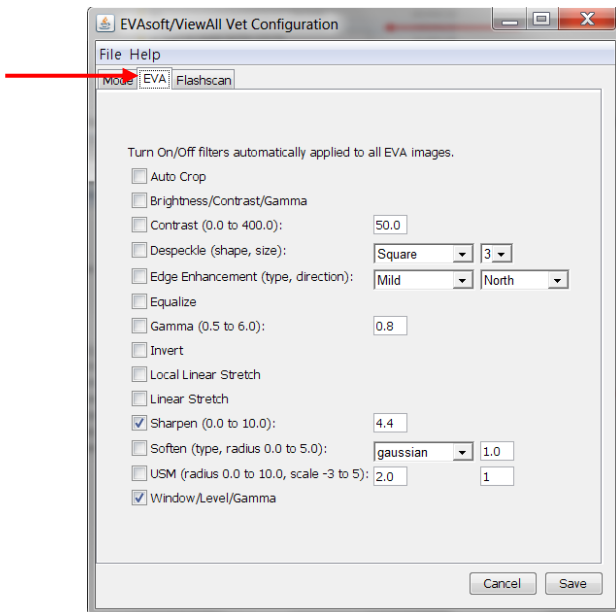 EVAsoft/ViewAll Vet Configuration
File Help
Mode EVA Flashscan
Turn On/Off filters automatically applied to all EVA images.
Auto Crop
Brightness/Contrast/Gamma
Contrast (0.0 to 400.0): 50.0
Despeckle (shape, size): Square 3
Edge Enhancement (type, direction): Mild North
Equalize
Gamma (0.5 to 6.0): 0.8
Invert
Local Linear Stretch
Linear Stretch
Sharpen (0.0 to 10.0): 4.4
Soften (type, radius 0.0 to 5.0): gaussian 1.0
USM (radius 0.0 to 10.0, scale -3 to 5): 2.0 1
Window/Level/Gamma
Cancel Save